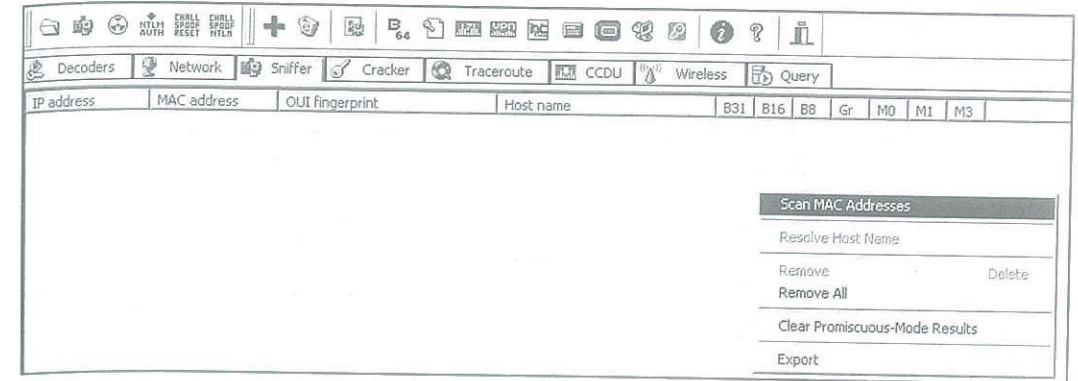 NTLM AUTH CHALL SPOOF RESET CHALL SPOOF NTLM B 64
Decoders Network Sniffer Cracker Traceroute CCDU Wireless Query
IP address MAC address OUI fingerprint Host name B31 B16 B8 Gr M0 M1 M3
Scan MAC Addresses
Resolve Host Name
Remove Delete
Remove All
Clear Promiscuous-Mode Results
Export